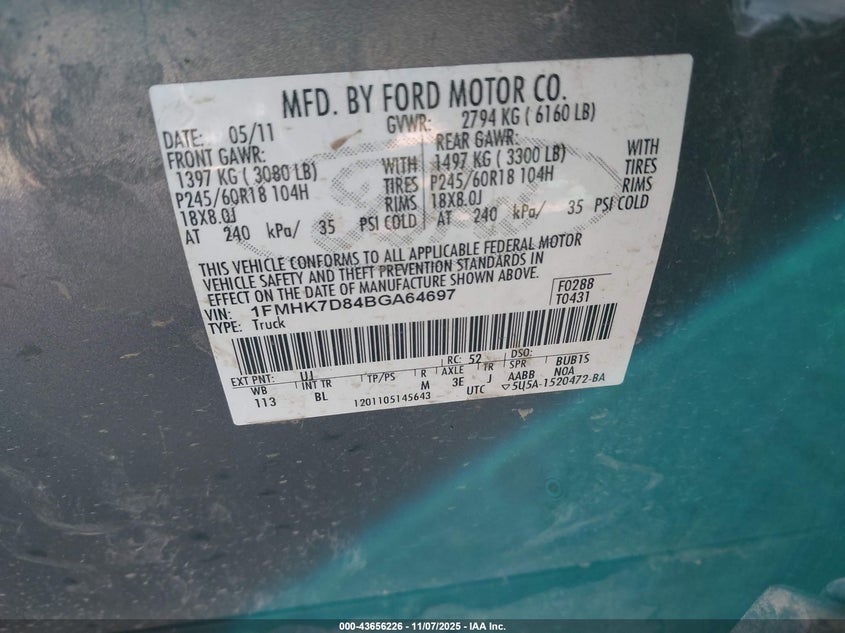 MFD. BY FORD MOTOR CO.
DATE: 05/11 GVWR: 2794 KG ( 6160 LB)
FRONT GAWR: REAR GAWR:
1397 KG ( 3080 LB) WITH 1497 KG ( 3300 LB) WITH
P245/60R18 104H TIRES P245/60R18 104H TIRES
18X8.0J RIMS 18X8.0J RIMS
AT 240 kPa/ 35 PSI COLD AT 240 kPa/ 35 PSI COLD
THIS VEHICLE CONFORMS TO ALL APPLICABLE FEDERAL MOTOR
VEHICLE SAFETY AND THEFT PREVENTION STANDARDS IN
EFFECT ON THE DATE OF MANUFACTURE SHOWN ABOVE.
VIN: 1FMHK7D84BGA64697 F0288
TYPE: Truck T0431
EXT PNT: UJ RC: 52 DSO:
WB INT TR TP/PS R AXLE TR SPR BUB1S
113 BL M 3E J AABB NOA
1201105145643 UTC ▽5U5A-1520472-BA
000-43656226 - 11/07/2025 - IAA Inc.